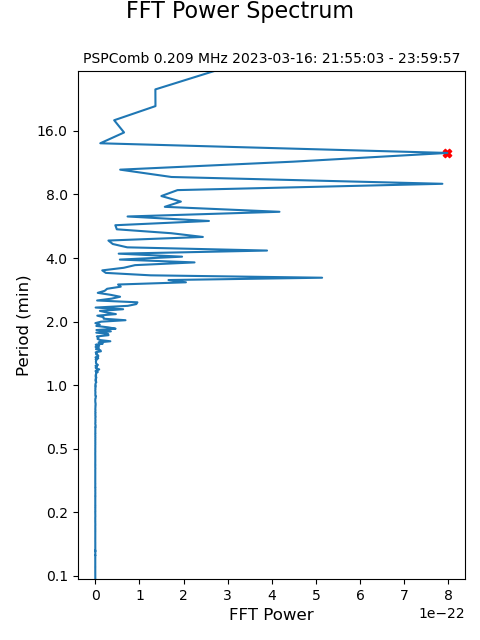 FFT Power Spectrum
PSPComb 0.209 MHz 2023-03-16: 21:55:03 - 23:59:57
16.0
8.0
4.0
2.0
1.0
0.5
0.2
0.1
Period (min)
0 1 2 3 4 5 6 7 8
FFT Power
1e−22